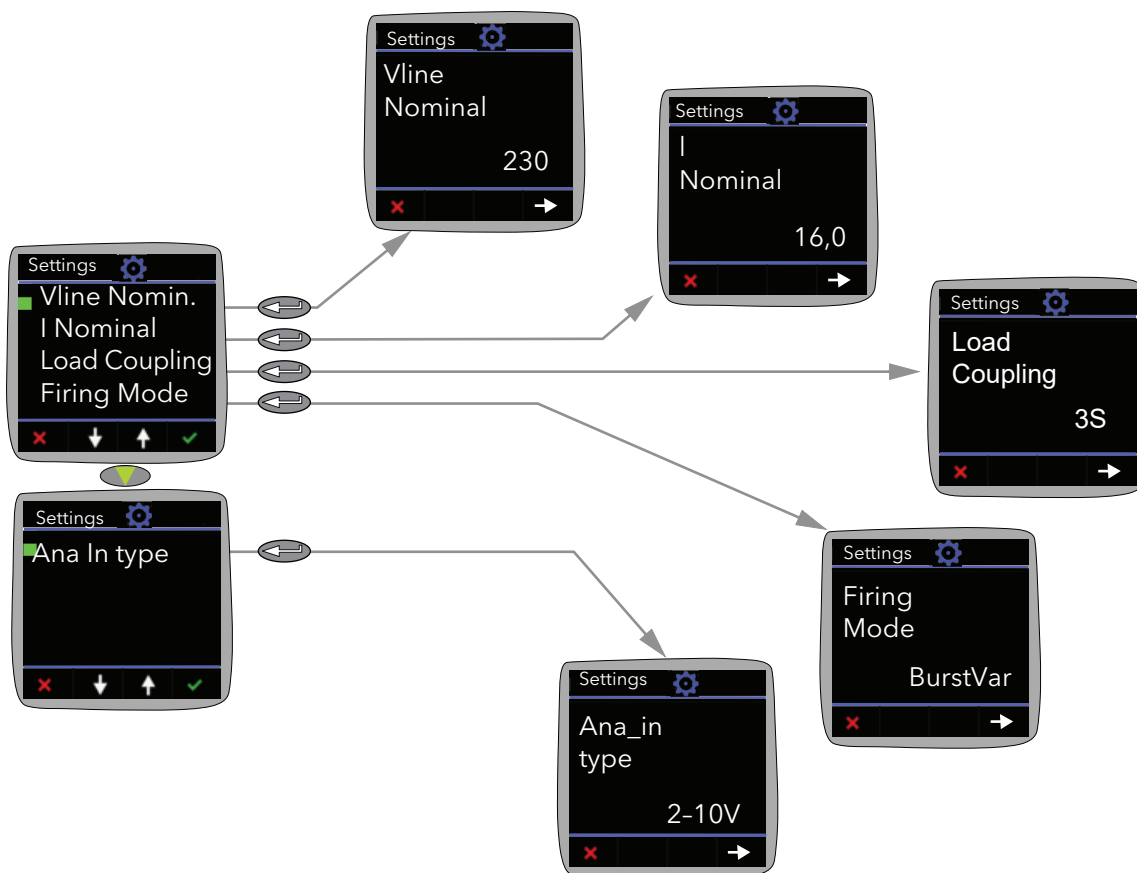 Settings
Vline
Nominal
230
Settings
I
Nominal
16,0
Settings
Vline Nomin.
I Nominal
Load Coupling
Firing Mode
Settings
Load
Coupling
3S
Settings
Ana In type
Settings
Firing
Mode
BurstVar
Settings
Ana_in
type
2–10V